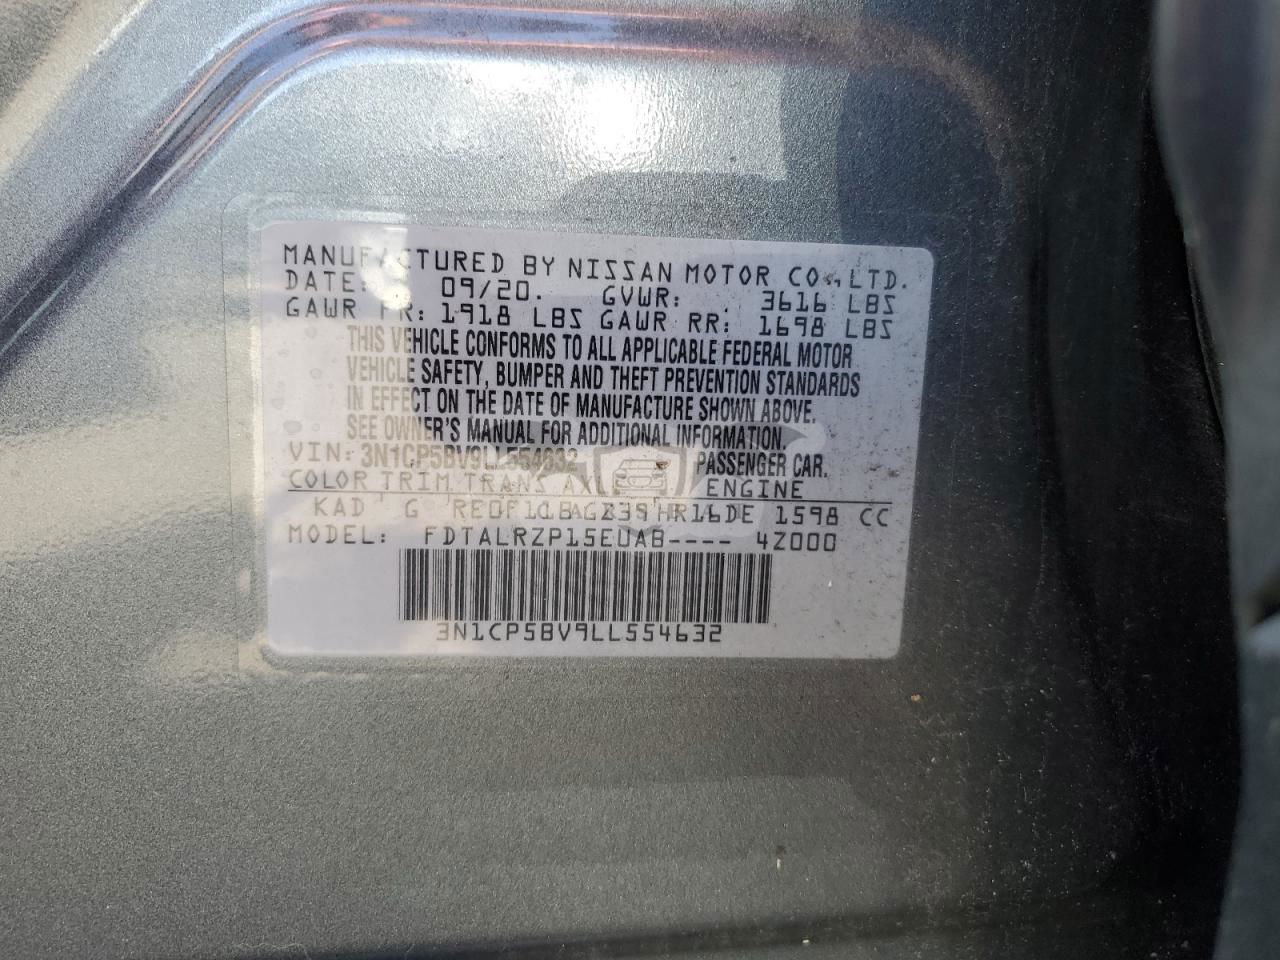 MANUFACTURED BY NISSAN MOTOR CO., LTD.
DATE: 09/20. GVWR: 3616 LBS
GAWR FR: 1918 LBS GAWR RR: 1698 LBS
THIS VEHICLE CONFORMS TO ALL APPLICABLE FEDERAL MOTOR
VEHICLE SAFETY, BUMPER AND THEFT PREVENTION STANDARDS
IN EFFECT ON THE DATE OF MANUFACTURE SHOWN ABOVE.
SEE OWNER'S MANUAL FOR ADDITIONAL INFORMATION.
VIN: 3N1CP5BV9LL554632 PASSENGER CAR.
COLOR TRIM TRANS AXLE ENGINE
KAD G HR16DE 1598 CC
MODEL: FDTALRZP15EUAB---- 4Z000
3N1CP5BV9LL554632